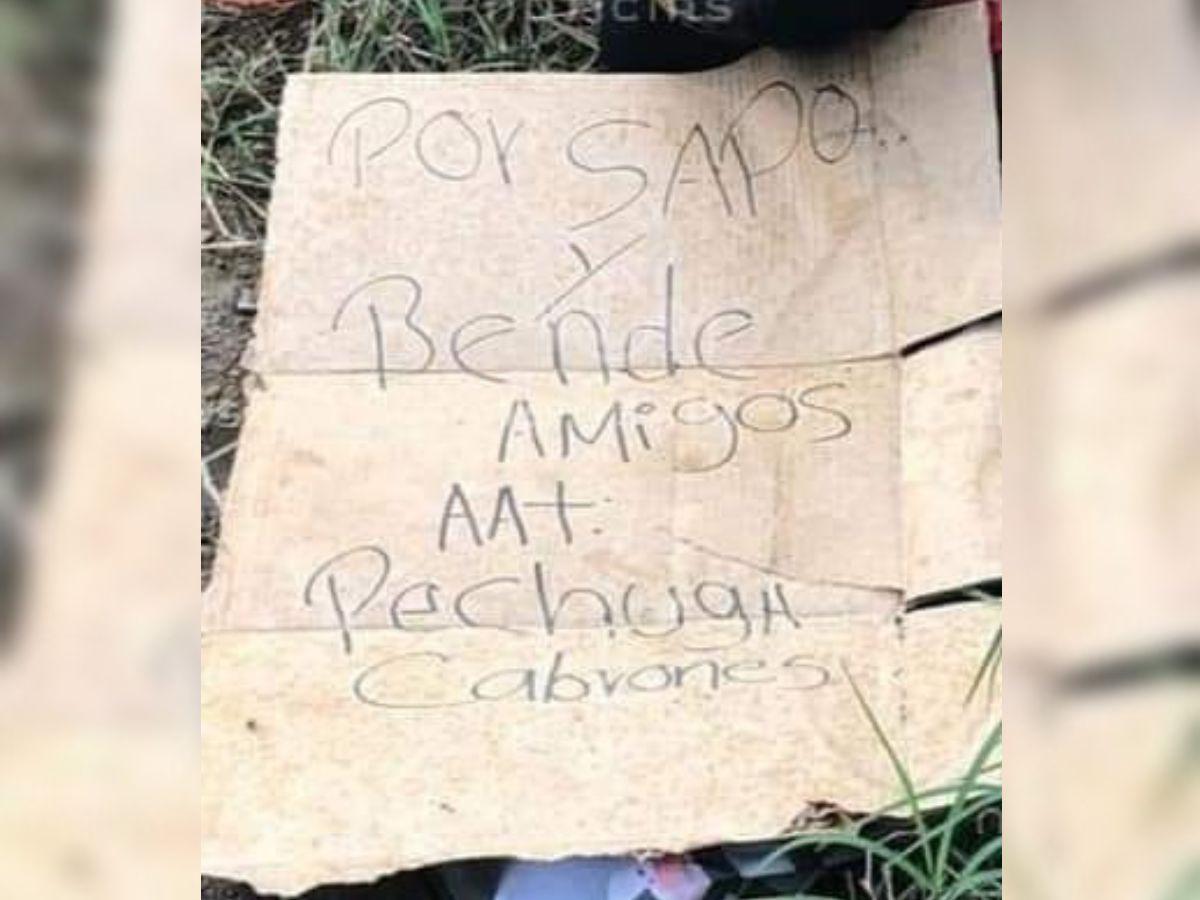 POR SAPO..
Y
Bende
AMigos
AAt:
PechugA
Cabrones